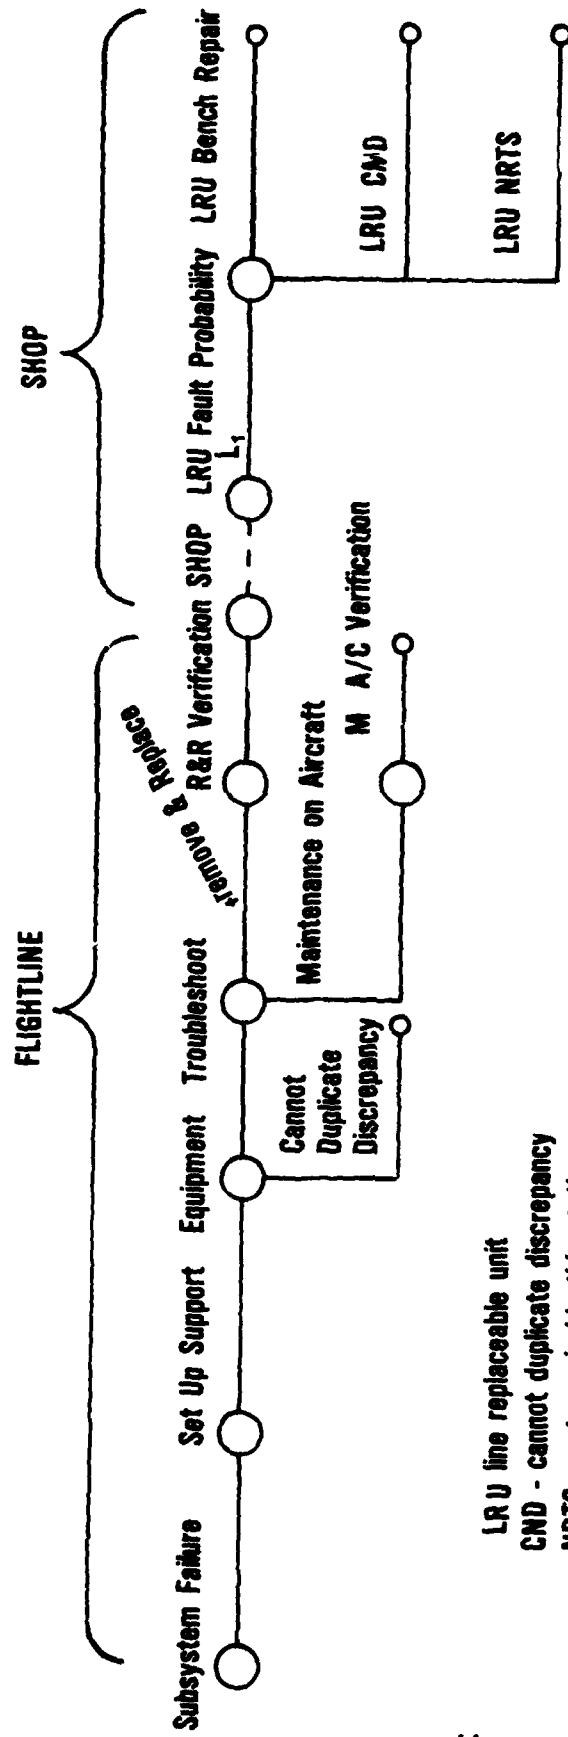 FLIGHTLINE
SHOP
Subsystem Failure
Set Up Support Equipment
Troubleshoot
remove & Replace
R&R Verification
SHOP
LRU Fault Probability
L1
LRU Bench Repair
Cannot
Duplicate
Discrepancy
Maintenance on Aircraft
M A/C Verification
LRU CND
LRU NRTS
LRU line replaceable unit
CND - cannot duplicate discrepancy